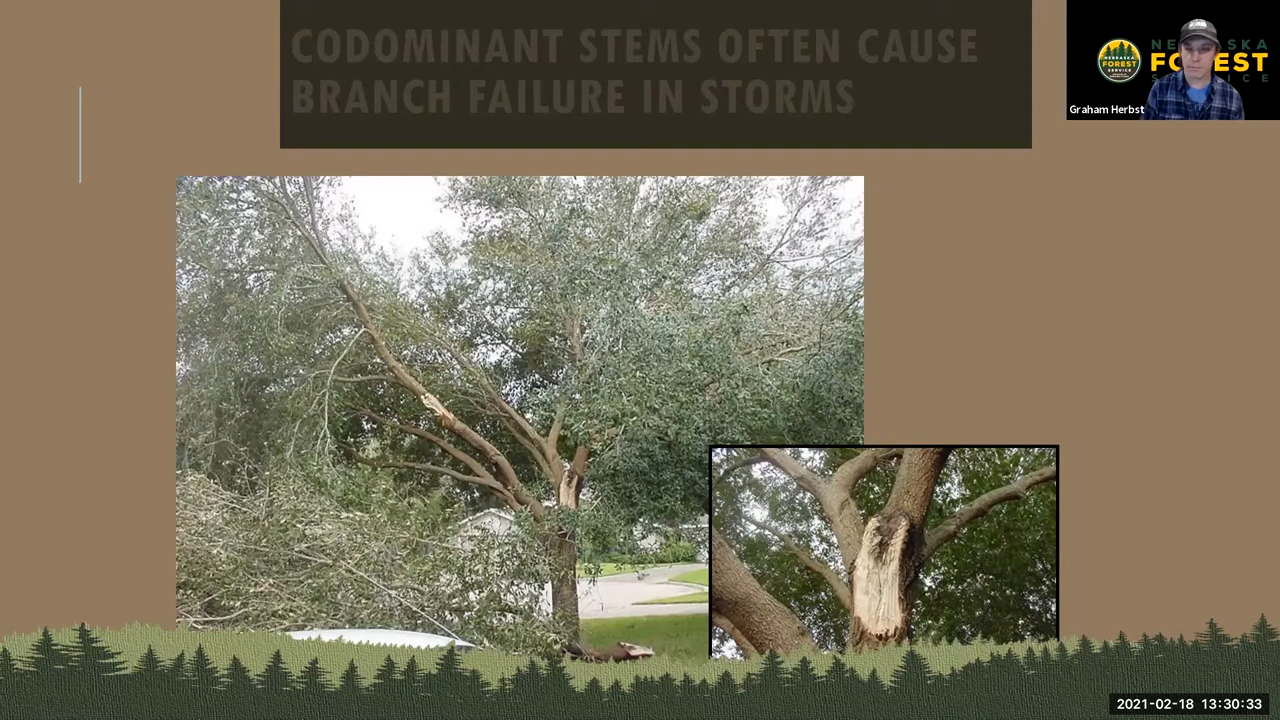 CODOMINANT STEMS OFTEN CAUSE
BRANCH FAILURE IN STORMS
NEBRASKA
FOREST
SERVICE
Graham Herbst
2021-02-18 13:30:33